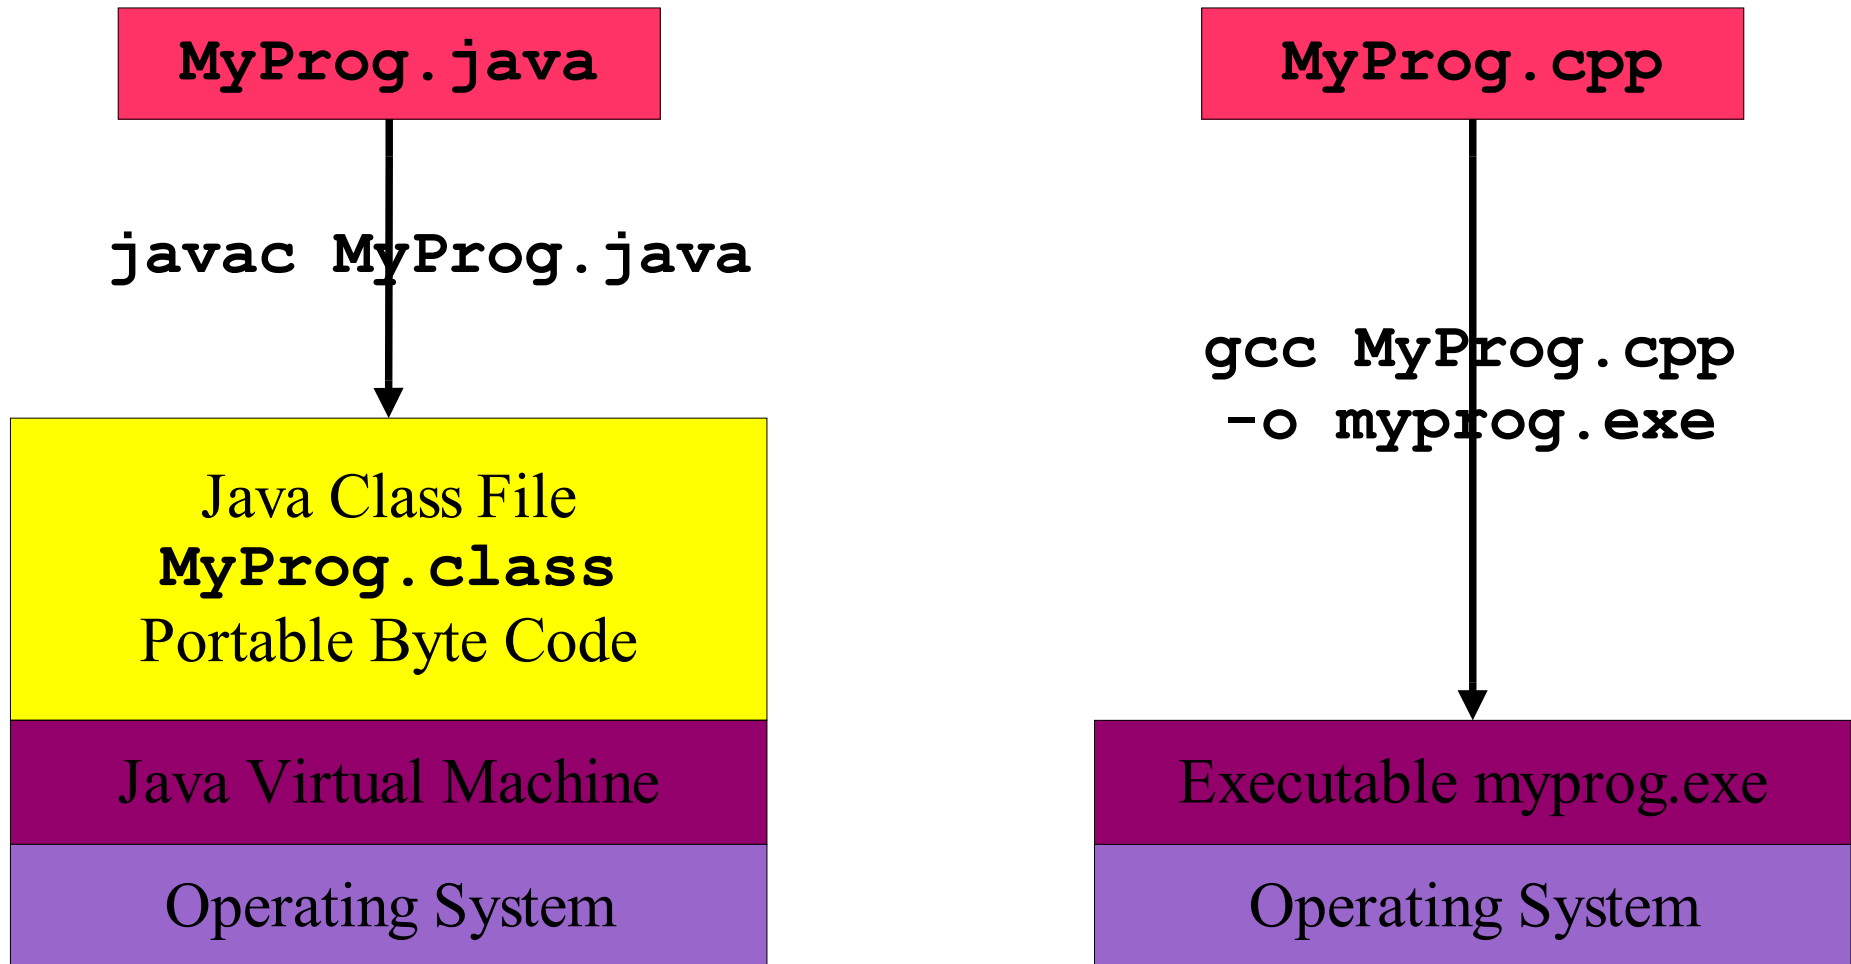 MyProg.java
javac MyProg.java
Java Class File
MyProg.class
Portable Byte Code
Java Virtual Machine
Operating System
MyProg.cpp
gcc MyProg.cpp
-o myprog.exe
Executable myprog.exe
Operating System